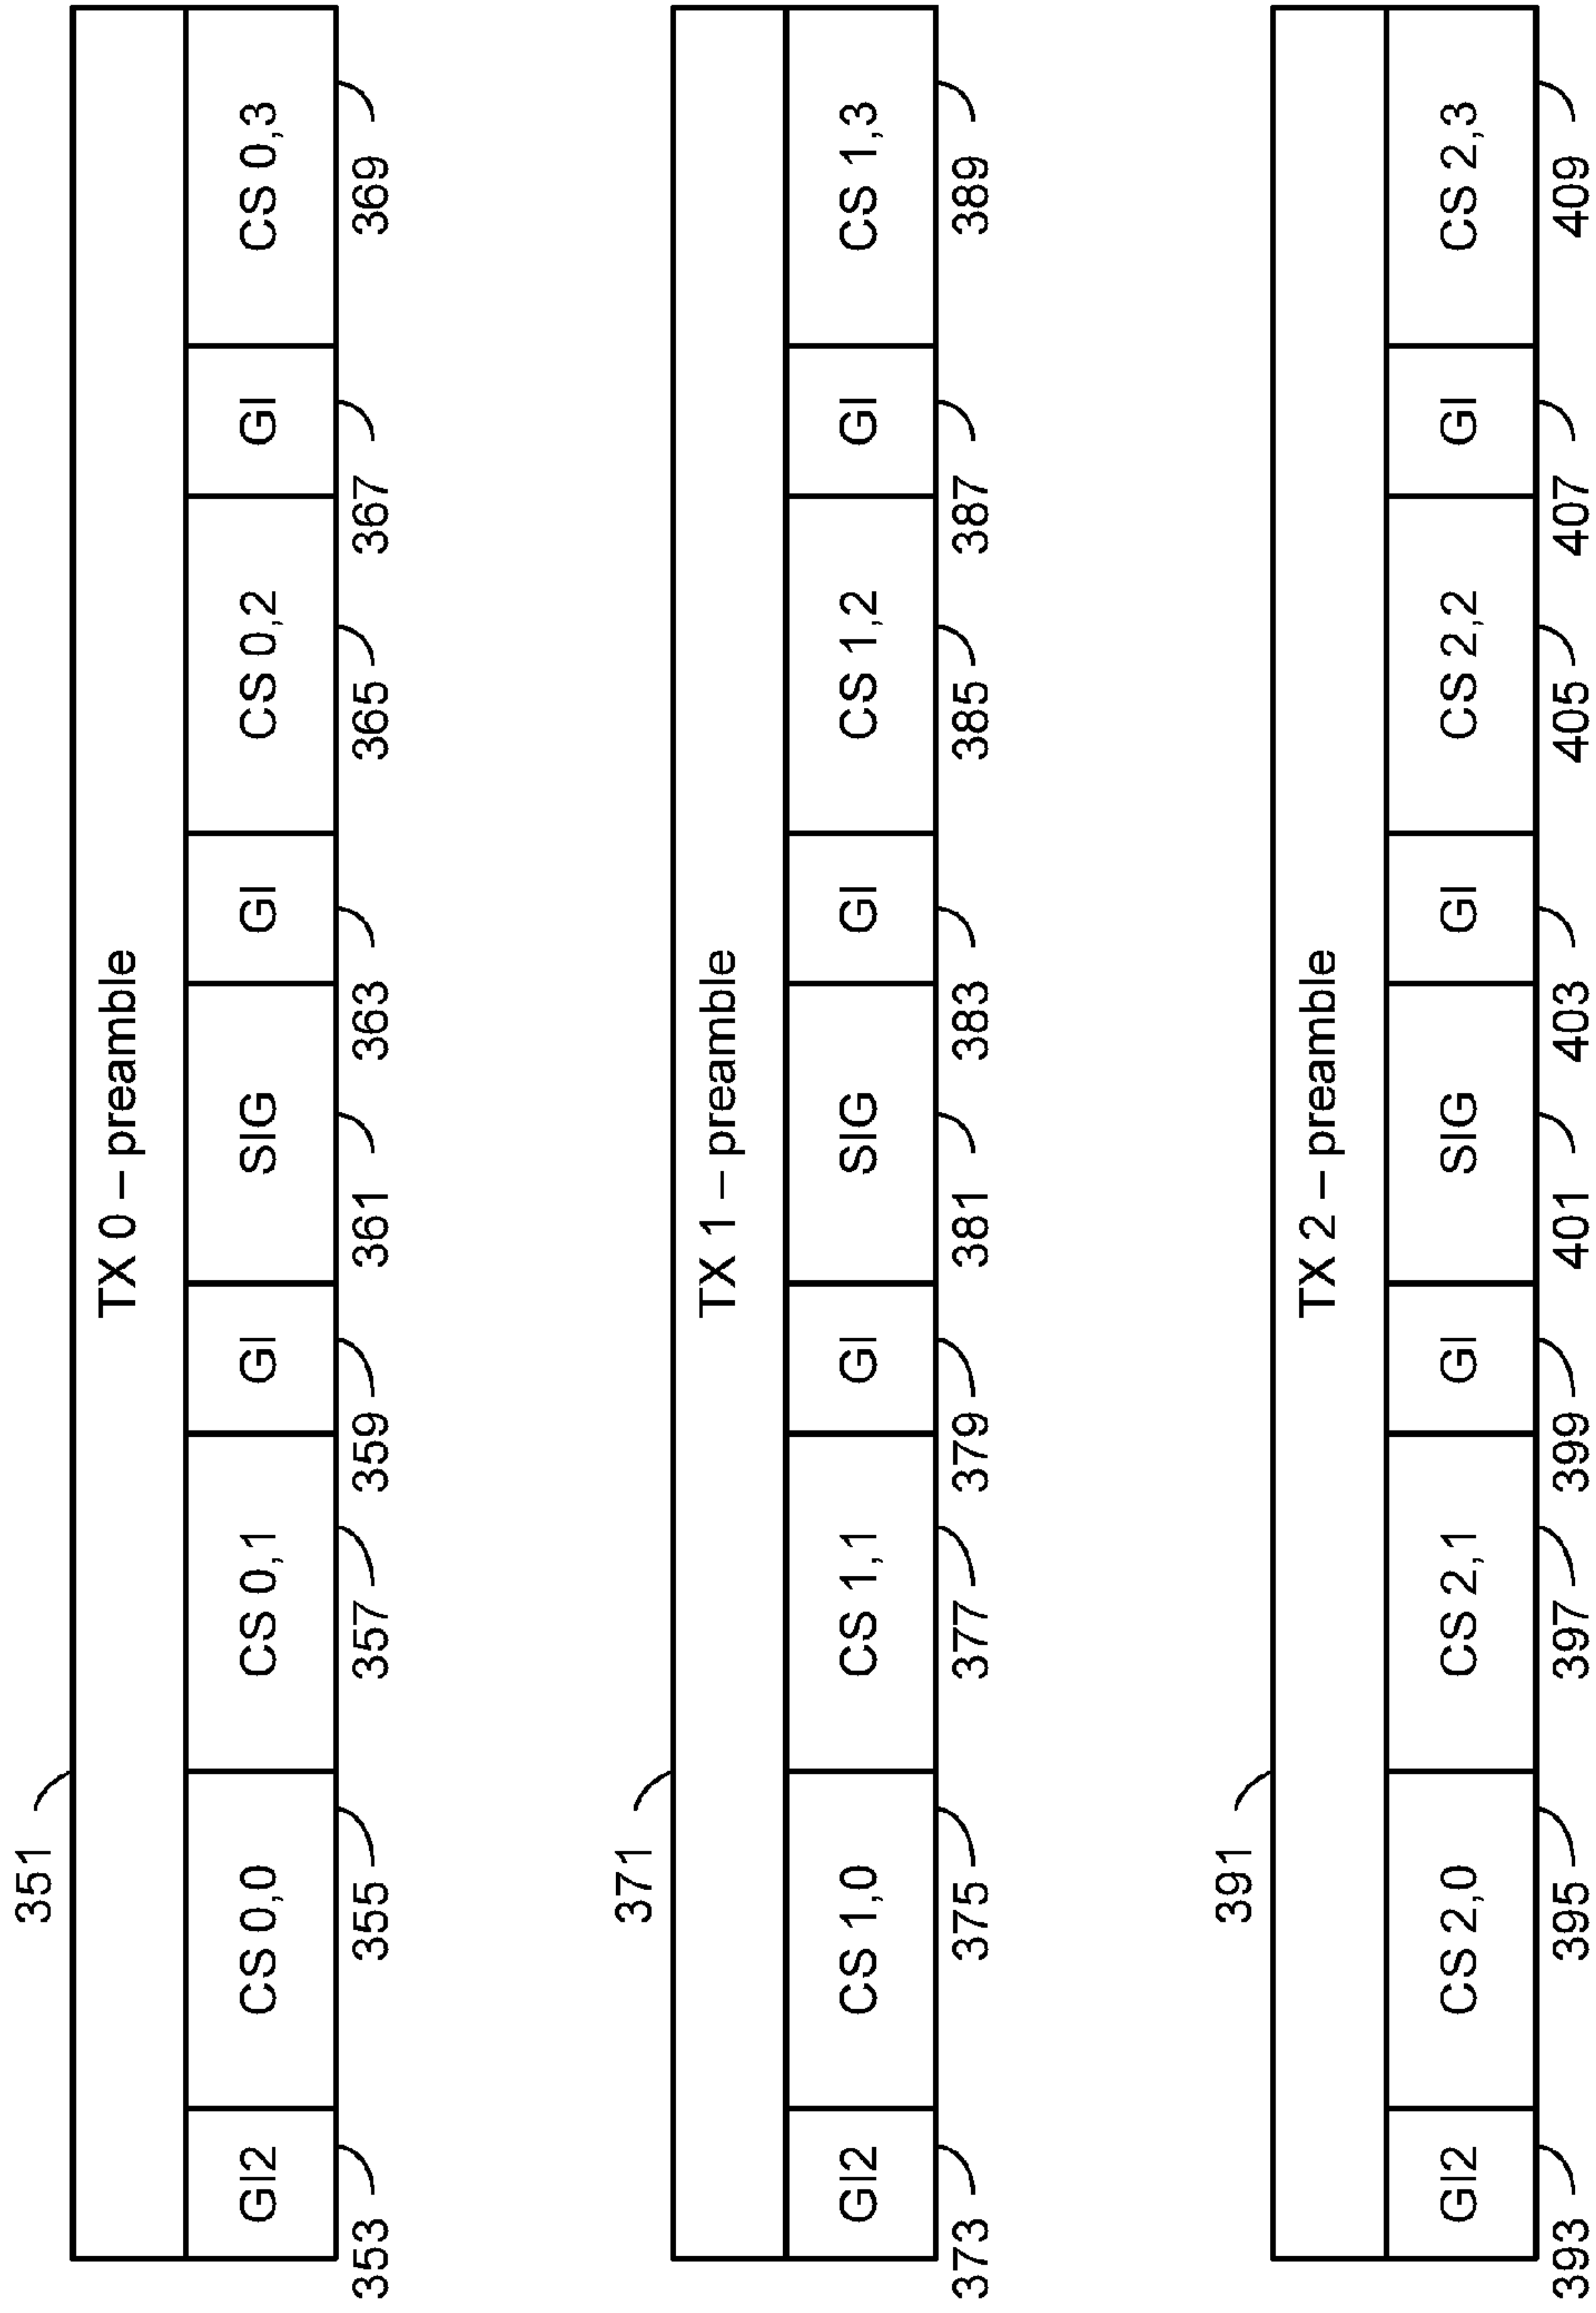 351
TX 0 – preamble
GI2 CS 0,0 CS 0,1 GI SIG GI CS 0,2 GI CS 0,3
353 355 357 359 361 363 365 367 369
371
TX 1 – preamble
GI2 CS 1,0 CS 1,1 GI SIG GI CS 1,2 GI CS 1,3
373 375 377 379 381 383 385 387 389
391
TX 2 – preamble
GI2 CS 2,0 CS 2,1 GI SIG GI CS 2,2 GI CS 2,3
393 395 397 399 401 403 405 407 409